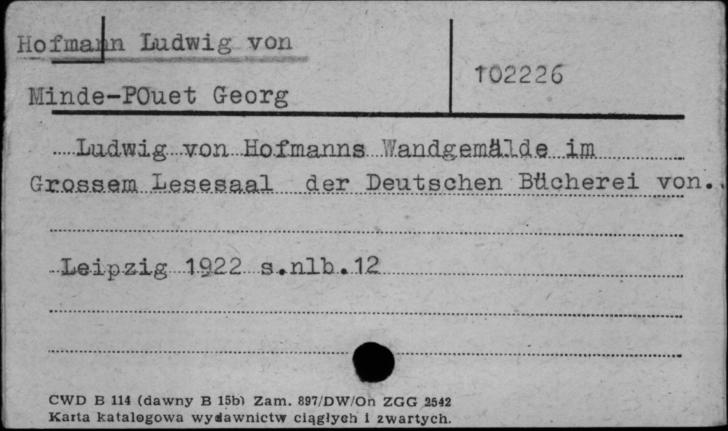 Hofmann Ludwig von
102226
Minde-POuet Georg
Ludwig von Hofmanns Wandgemälde im
Grossem Lesesaal der Deutschen Bücherei von..
Leipzig 1922 s.nlb.12
CWD B 114 (dawny B 15b) Zam. 897/DW/On ZGG 2542
Karta katalogowa wydawnictw ciągłych i zwartych.